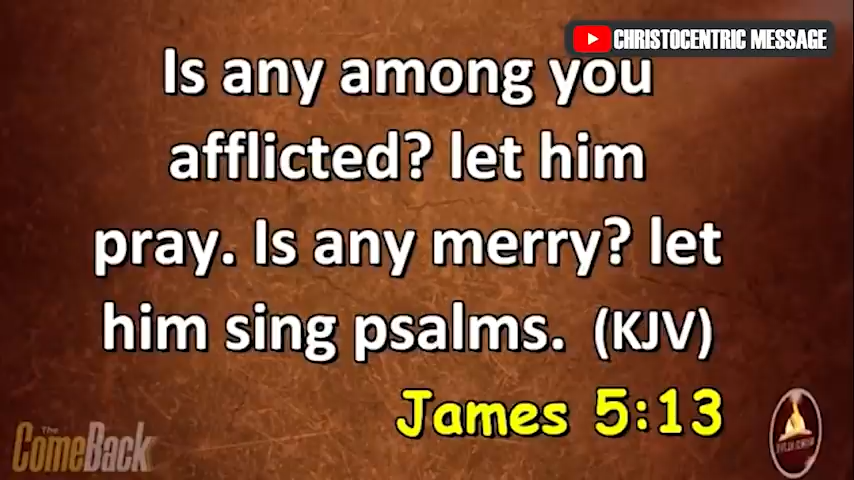 CHRISTOCENTRIC MESSAGE
Is any among you
afflicted? let him
pray. Is any merry? let
him sing psalms. (KJV)
James 5:13
The
ComeBack